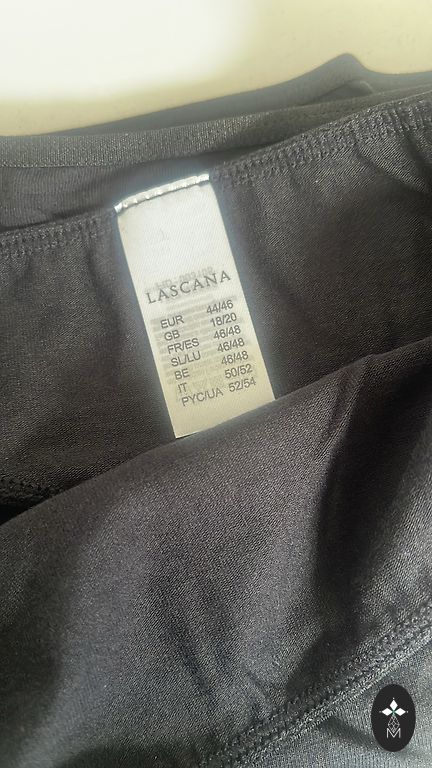 LASCANA
EUR 44/46
GB 18/20
FR/ES 46/48
SL/LU 46/48
BE 46/48
IT 50/52
PYC/UA 52/54
M